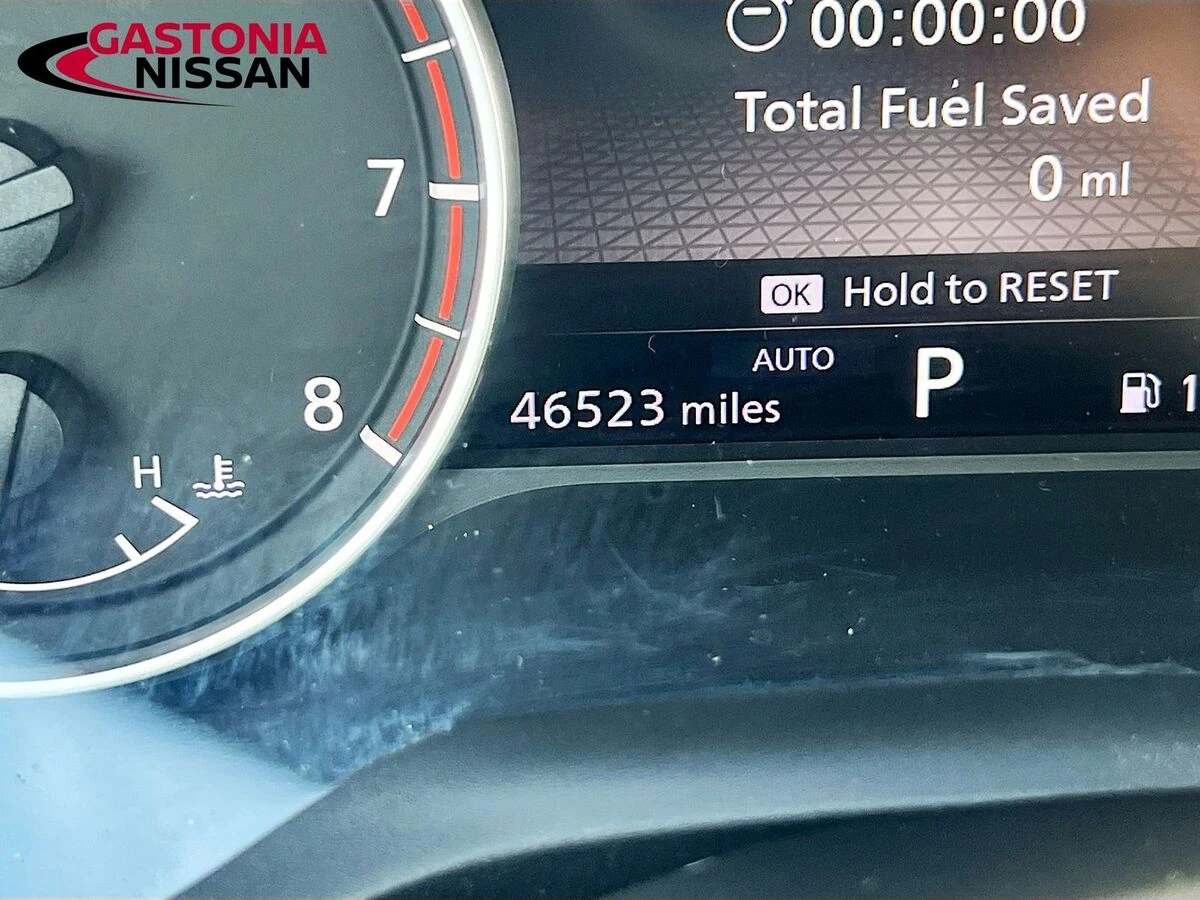 GASTONIA
NISSAN
00:00:00
Total Fuel Saved
0 ml
OK Hold to RESET
AUTO
P
46523 miles
1
7
8
H